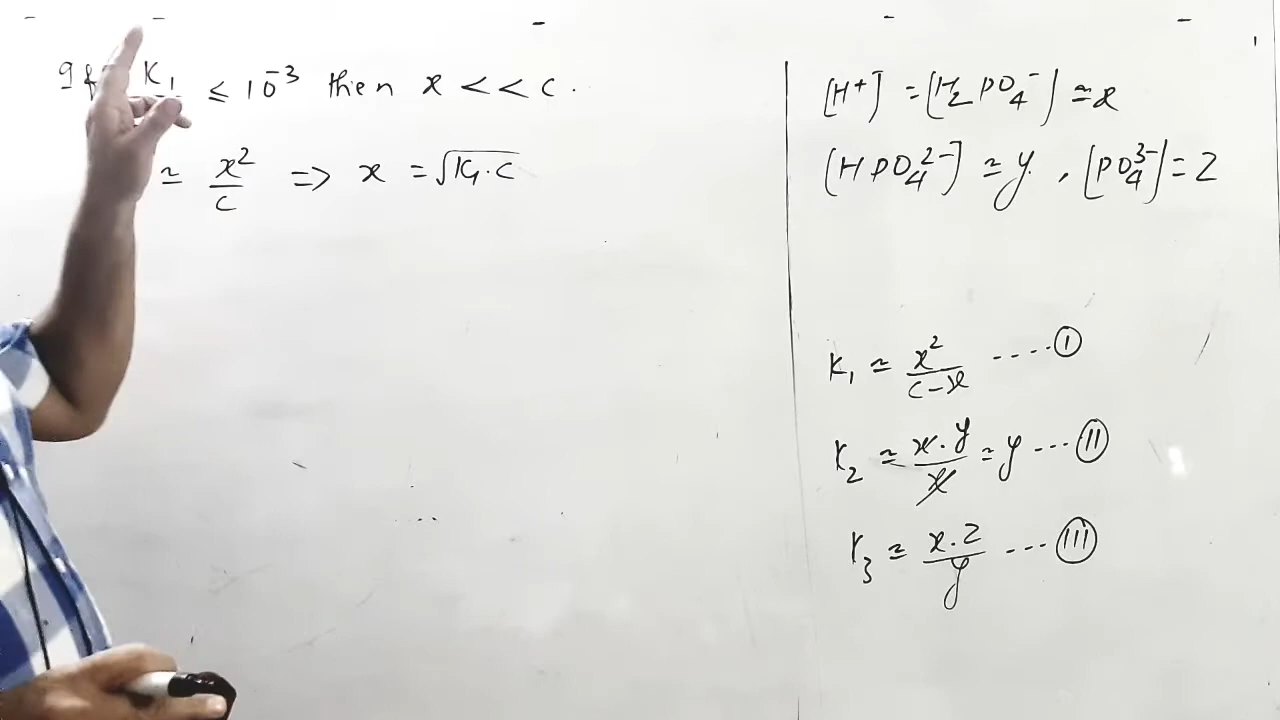 If K₁ ≤ 10⁻³ then x << c.
≃ x²/c ⇒ x = √K₁.c
[H⁺] = [H₂PO₄⁻] ≃ x
[HPO₄²⁻] ≃ y, [PO₄³⁻] = Z
K₁ ≃ x²/(c-x) ---- (I)
K₂ ≃ x.y/x = y --- (II)
K₃ ≃ x.Z/y --- (III)